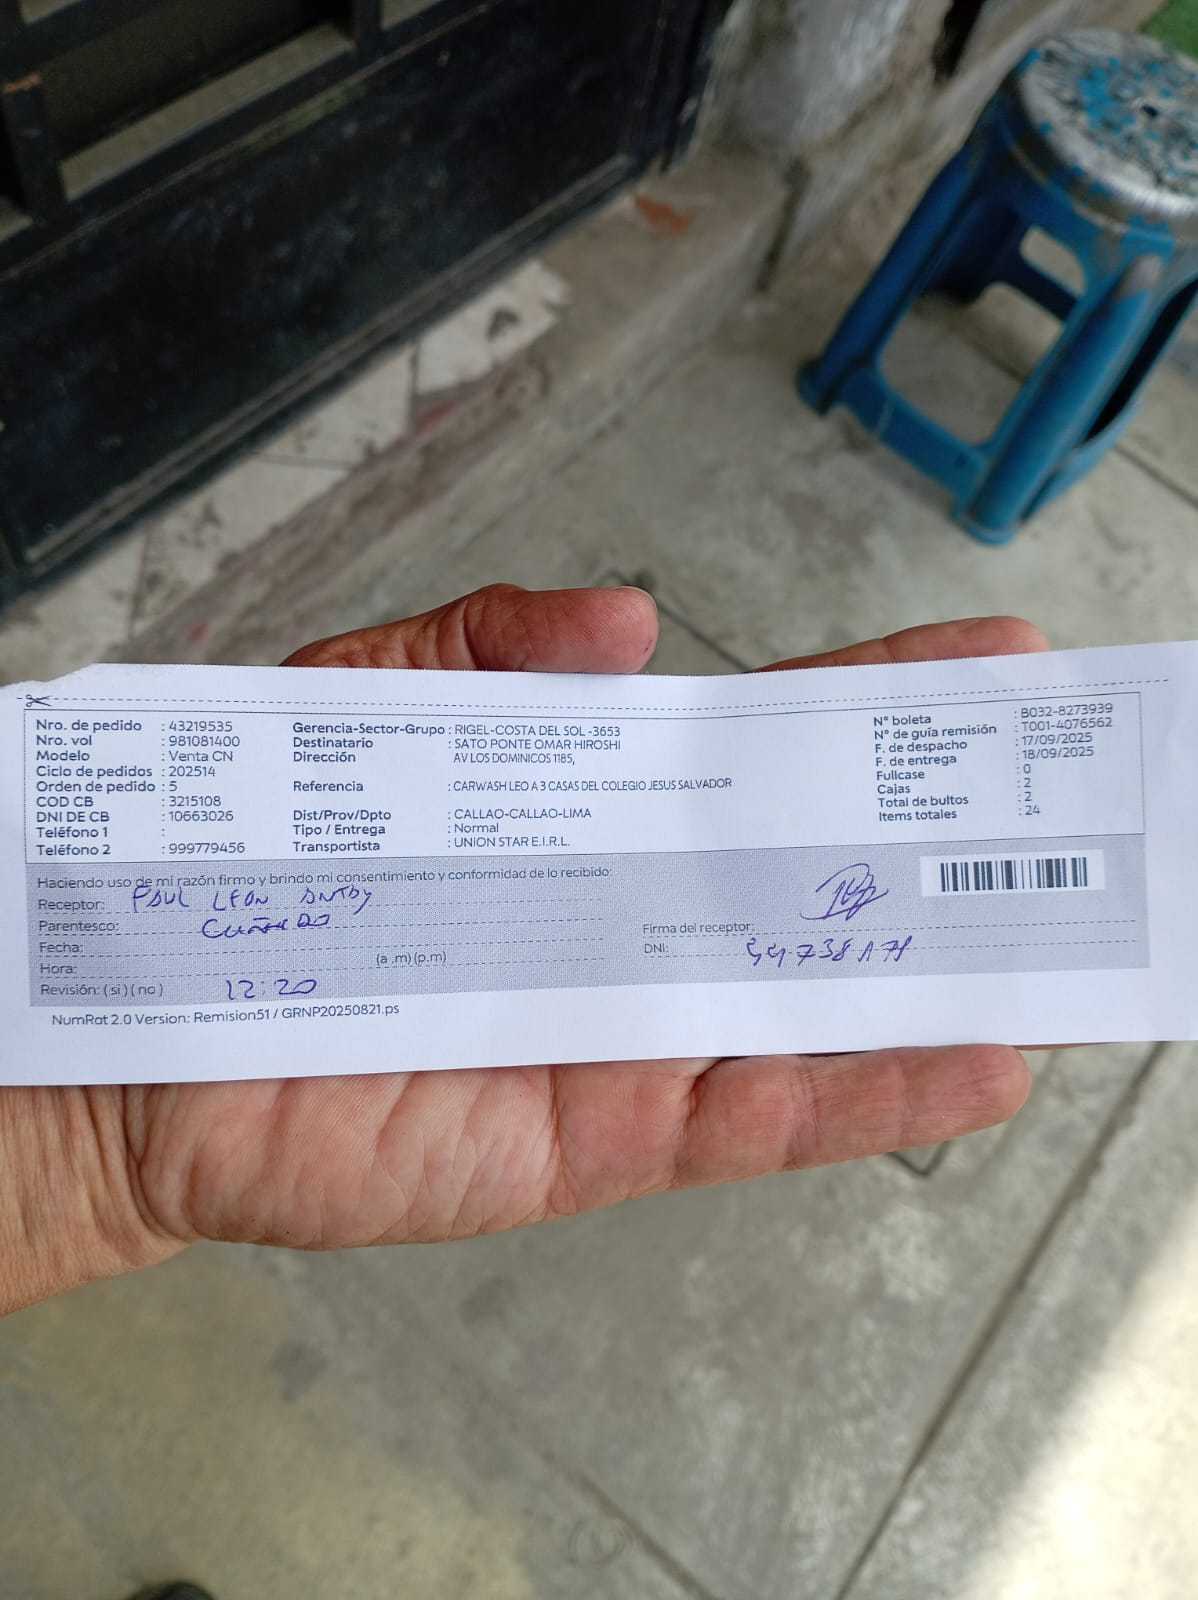 Nro. de pedido : 43219535
Nro. vol : 981081400
Modelo : Venta CN
Ciclo de pedidos : 202514
Orden de pedido : 5
COD CB : 3215108
DNI DE CB : 10663026
Teléfono 1 :
Teléfono 2 : 999779456
Gerencia-Sector-Grupo : RIGEL-COSTA DEL SOL -3653
Destinatario : SATO PONTE OMAR HIROSHI
Dirección AV LOS DOMINICOS 1185,
Referencia : CARWASH LEO A 3 CASAS DEL COLEGIO JESUS SALVADOR
Dist/Prov/Dpto : CALLAO-CALLAO-LIMA
Tipo / Entrega : Normal
Transportista : UNION STAR E.I.R.L.
N° boleta : B032-8273939
N° de guía remisión : T001-4076562
F. de despacho : 17/09/2025
F. de entrega : 18/09/2025
Fullcase : 0
Cajas : 2
Total de bultos : 2
Items totales : 24
Haciendo uso de mi razón firmo y brindo mi consentimiento y conformidad de lo recibido:
Receptor: LEON
Parentesco: CUÑADO
Fecha:
Hora: (a .m) (p.m)
Revisión: ( si ) ( no ) 12:20
Firma del receptor:
DNI:
NumRat 2.0 Version: Remision51 / GRNP20250821.ps